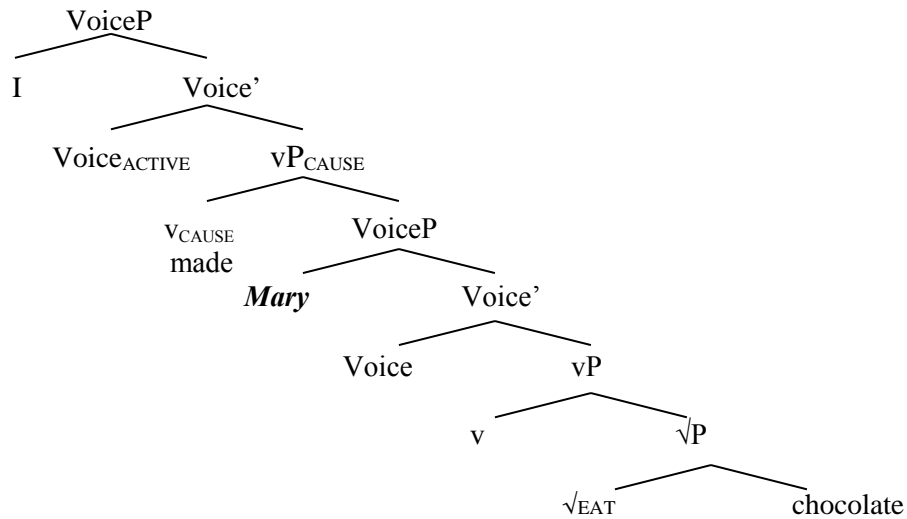 VoiceP
I Voice’
VoiceACTIVE vPCAUSE
vCAUSE VoiceP
made
Mary Voice’
Voice vP
v √P
√EAT chocolate